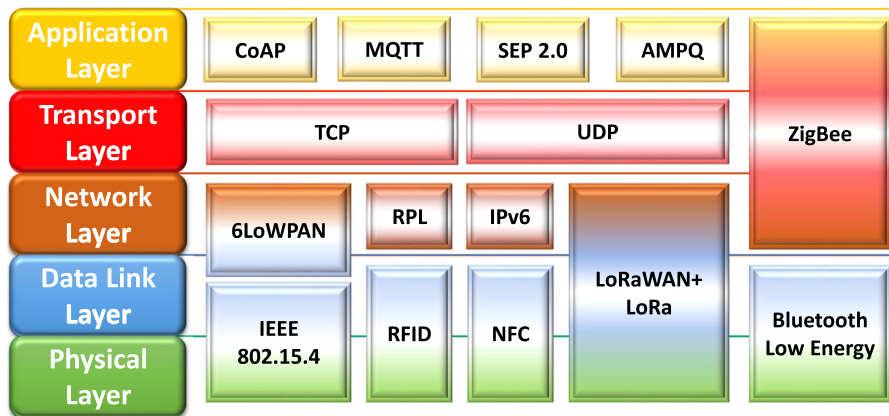 Application
Layer
CoAP
MQTT
SEP 2.0
AMPQ
Transport
Layer
TCP
UDP
ZigBee
Network
Layer
6LoWPAN
RPL
IPv6
Data Link
Layer
LoRaWAN+
LoRa
IEEE
802.15.4
RFID
NFC
Bluetooth
Low Energy
Physical
Layer